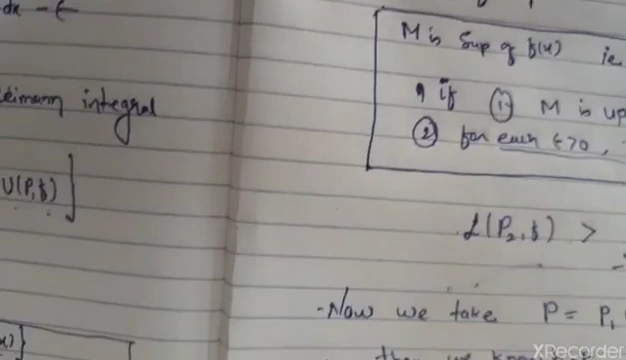 dx - ϵ
Reimann integral
U(P,f)]
M is Sup of f(x) ie
if ① M is up
② for each ϵ>0,
L(P₂,f) >
-Now we take P = P₁
XRecorder